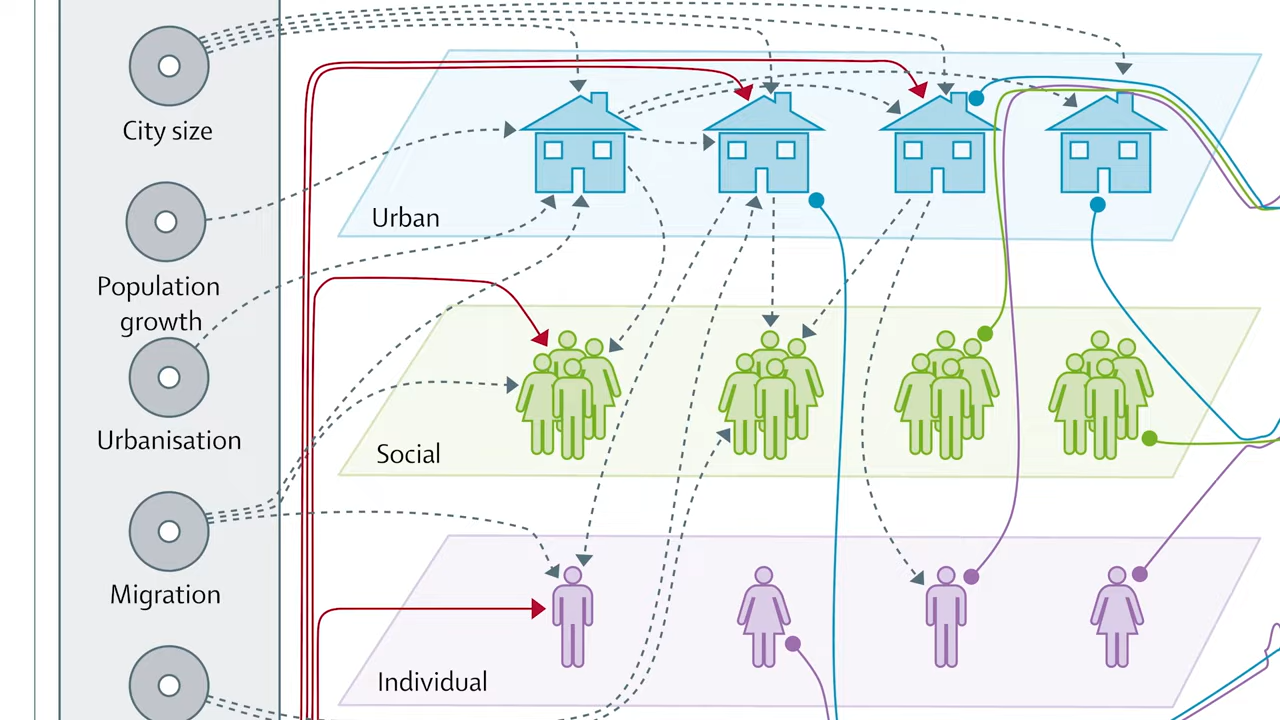 City size
Population
growth
Urbanisation
Migration
Urban
Social
Individual